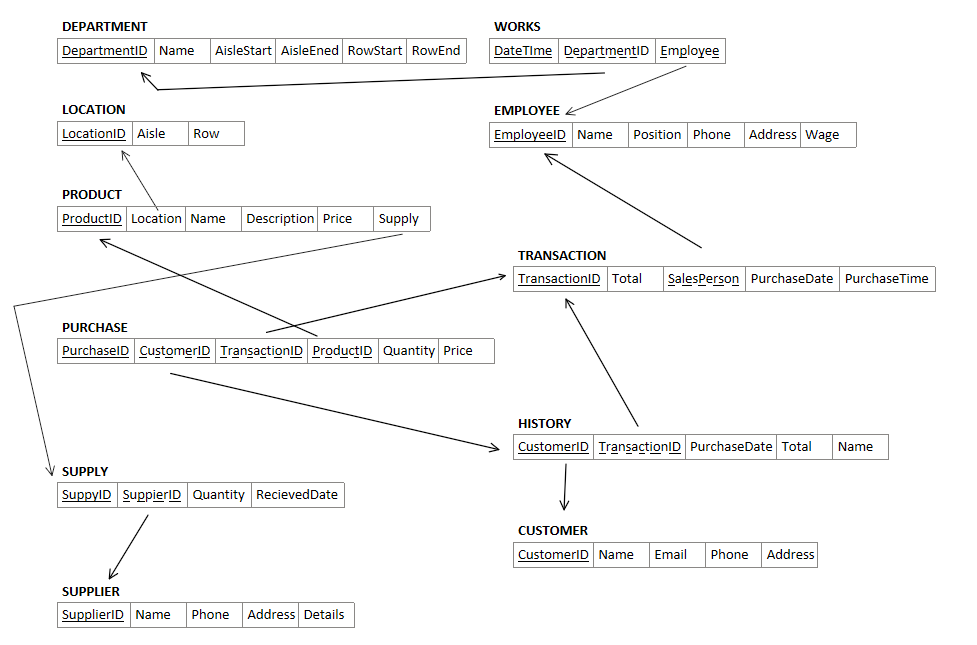 DEPARTMENT
DepartmentID Name AisleStart AisleEned RowStart RowEnd
WORKS
DateTIme DepartmentID Employee
LOCATION
LocationID Aisle Row
EMPLOYEE
EmployeeID Name Position Phone Address Wage
PRODUCT
ProductID Location Name Description Price Supply
TRANSACTION
TransactionID Total SalesPerson PurchaseDate PurchaseTime
PURCHASE
PurchaseID CustomerID TransactionID ProductID Quantity Price
HISTORY
CustomerID TransactionID PurchaseDate Total Name
SUPPLY
SuppyID SuppierID Quantity RecievedDate
CUSTOMER
CustomerID Name Email Phone Address
SUPPLIER
SupplierID Name Phone Address Details